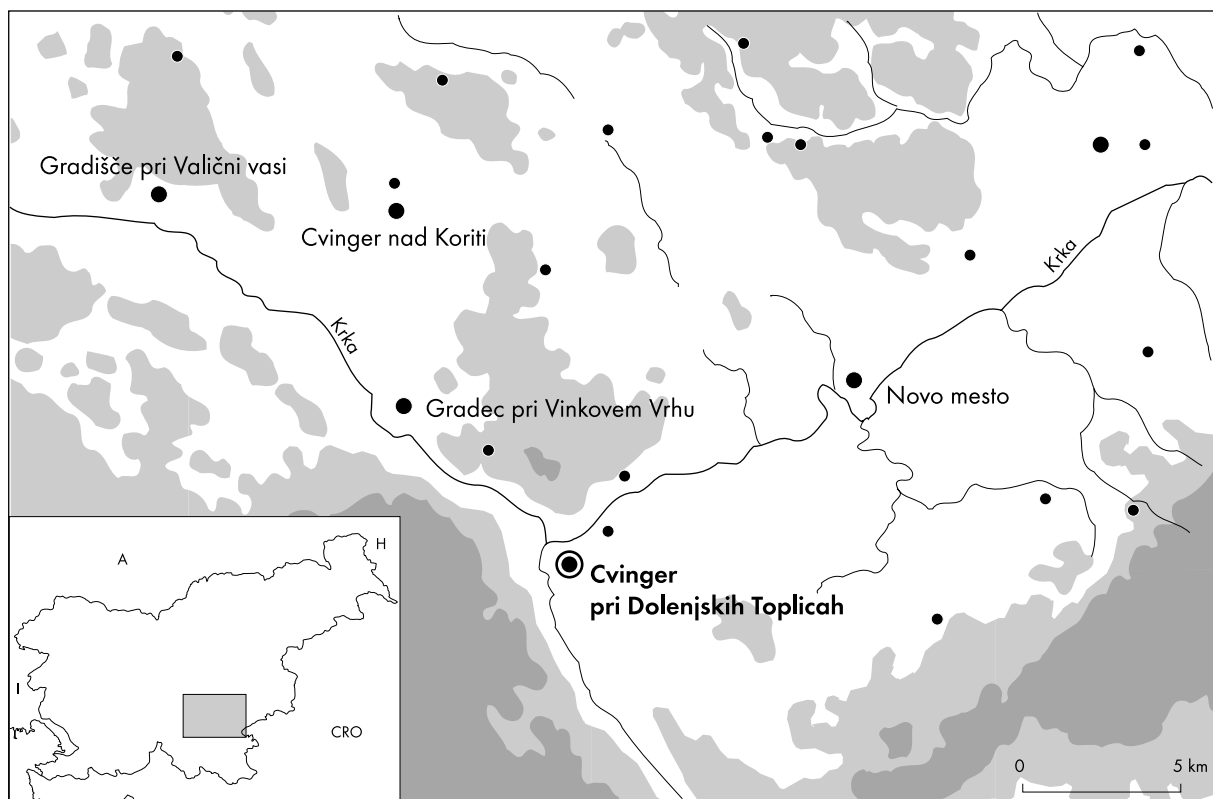 Gradišče pri Valični vasi
Cvinger nad Koriti
Krka
Krka
Gradec pri Vinkovem Vrhu
Novo mesto
Cvinger
pri Dolenjskih Toplicah
A
H
I
CRO
0 5 km